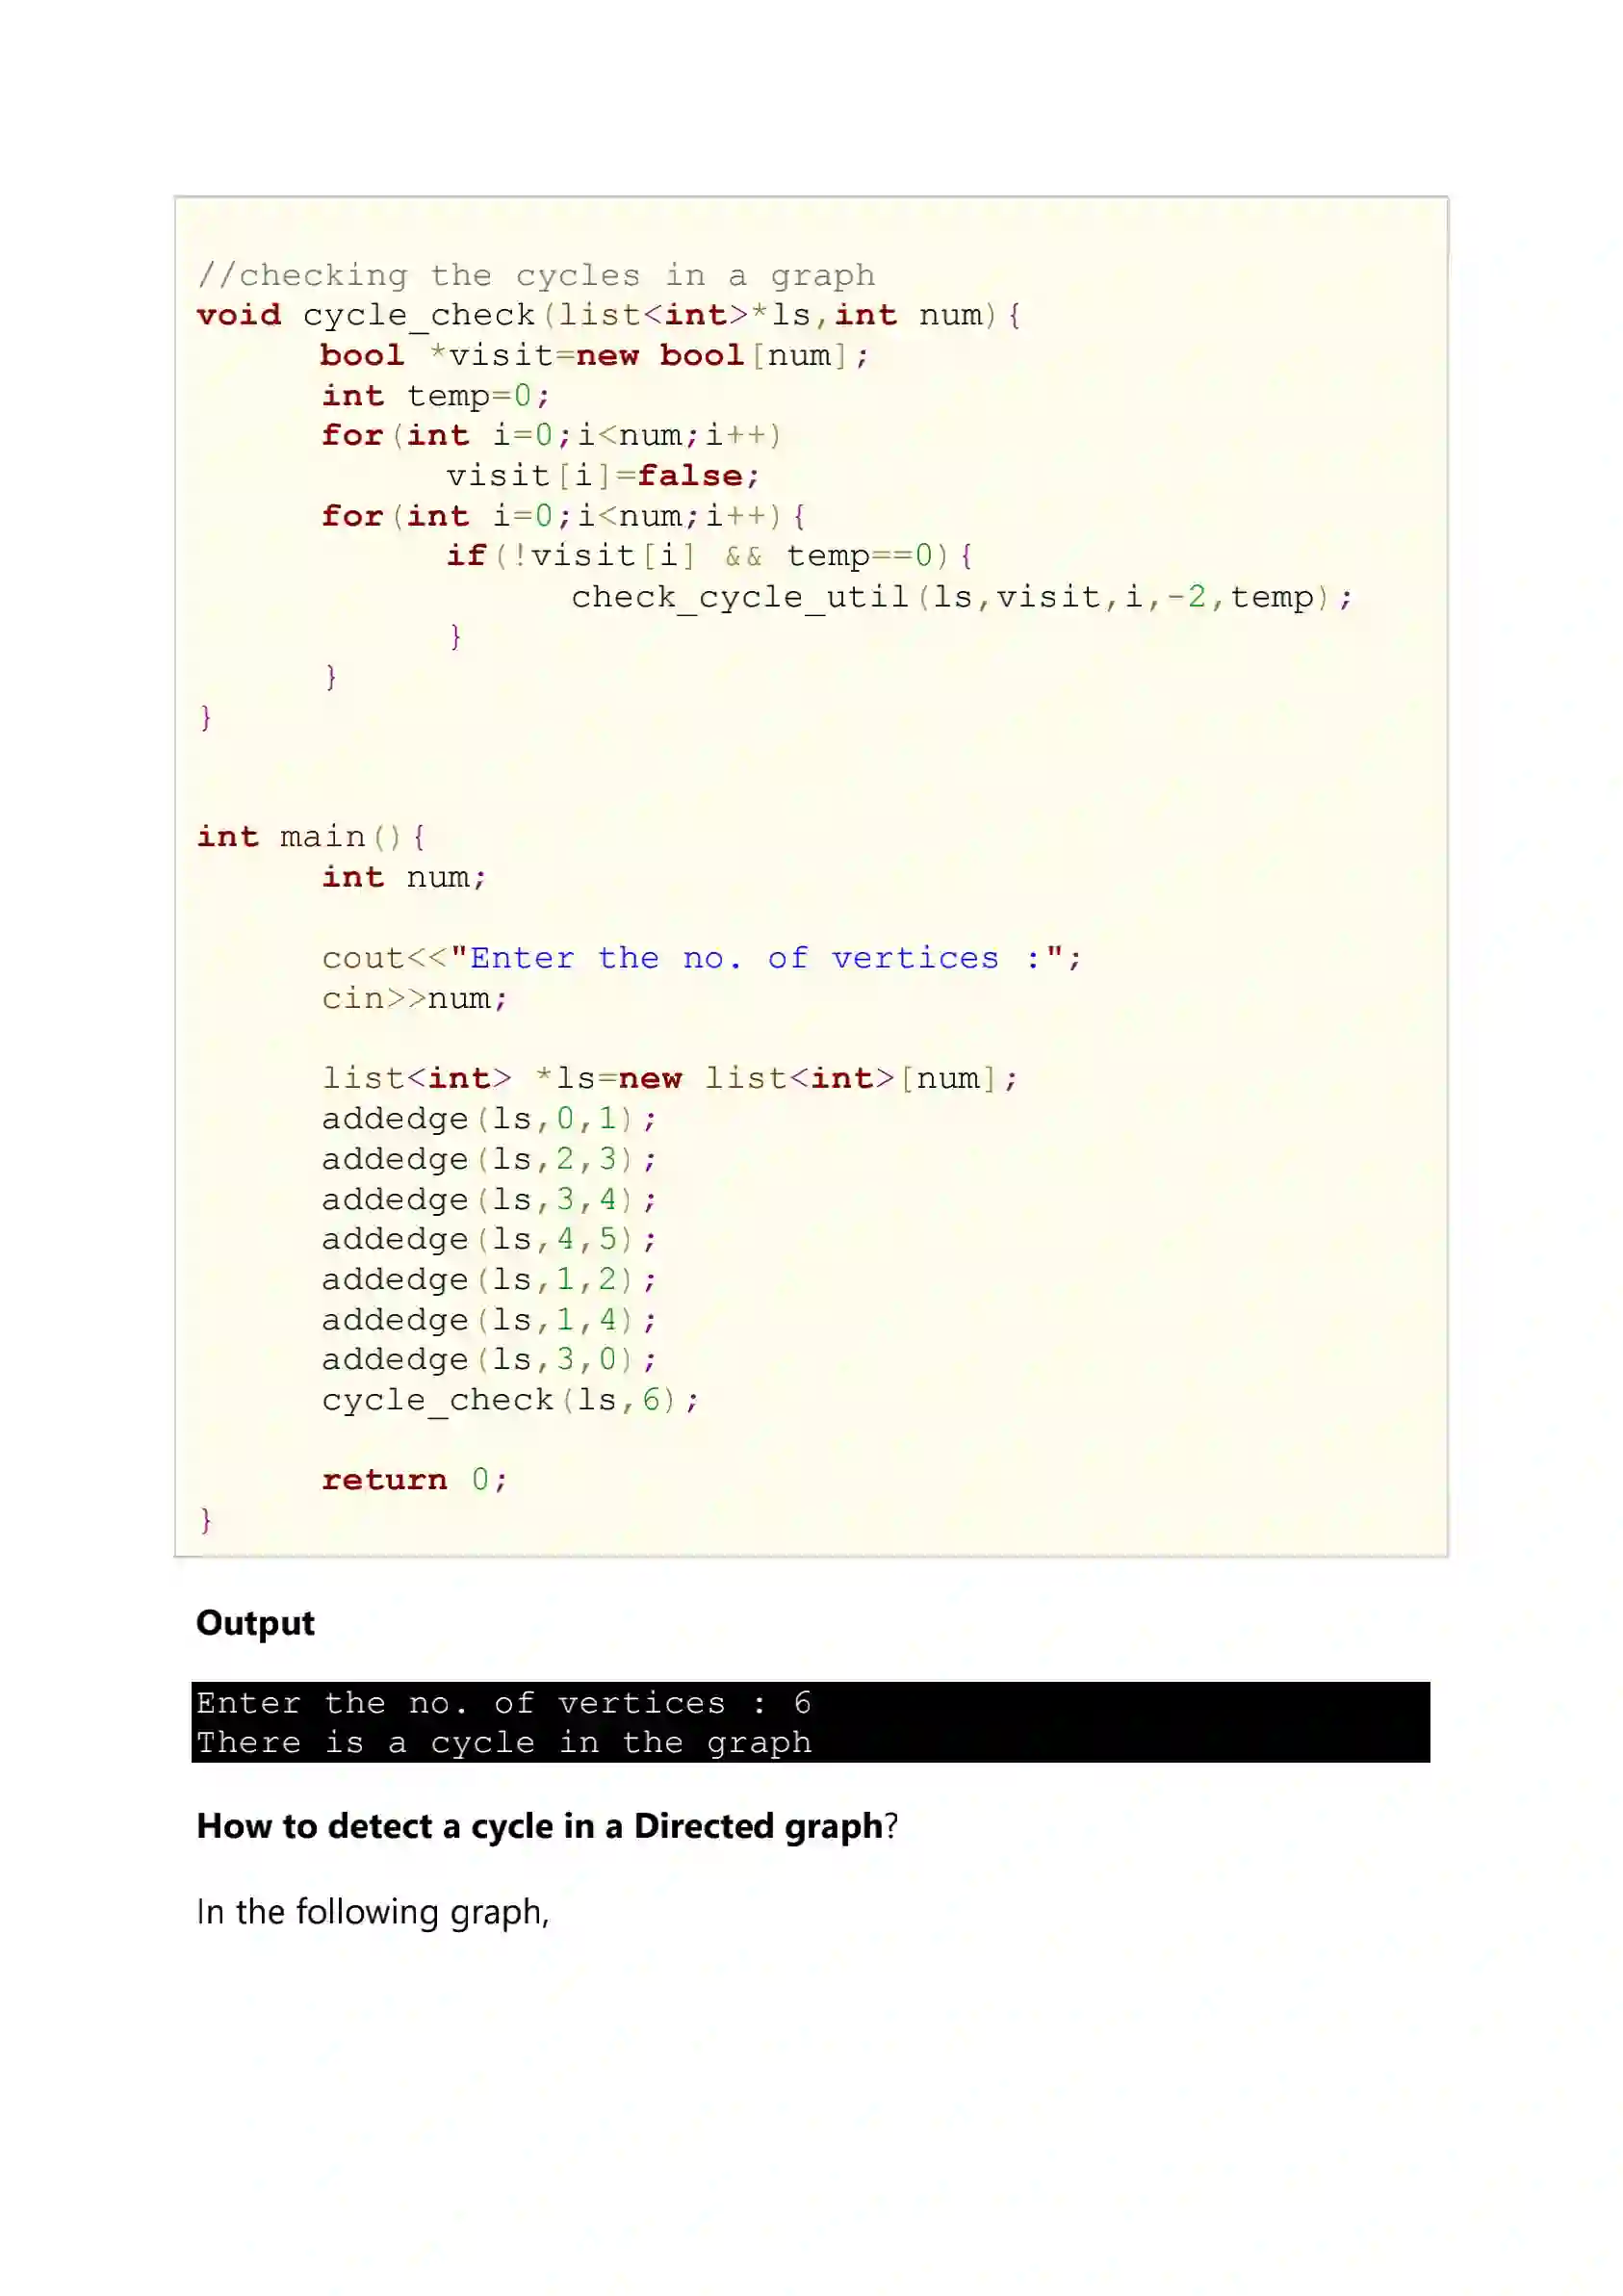 //checking the cycles in a graph
void cycle_check(list<int>*ls,int num){
bool *visit=new bool[num];
int temp=0;
for(int i=0;i<num;i++)
visit[i]=false;
for(int i=0;i<num;i++){
if(!visit[i] && temp==0){
check_cycle_util(ls,visit,i,-2,temp);
}
}
}
int main(){
int num;
cout<<"Enter the no. of vertices :";
cin>>num;
list<int> *ls=new list<int>[num];
addedge(ls,0,1);
addedge(ls,2,3);
addedge(ls,3,4);
addedge(ls,4,5);
addedge(ls,1,2);
addedge(ls,1,4);
addedge(ls,3,0);
cycle_check(ls,6);
return 0;
}
Output
Enter the no. of vertices : 6
There is a cycle in the graph
How to detect a cycle in a Directed graph?
In the following graph,